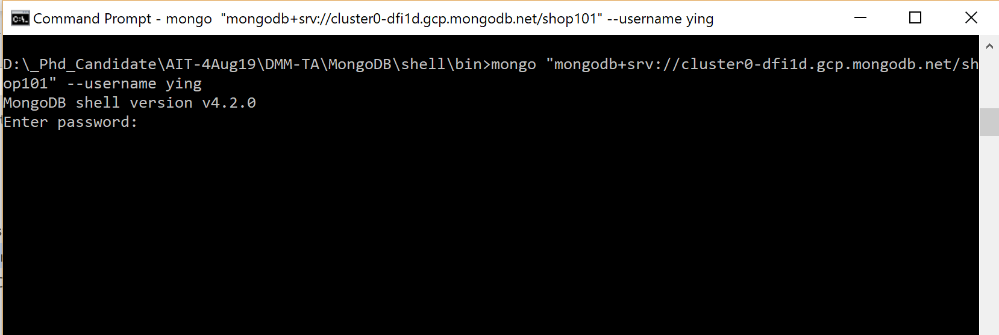 Command Prompt - mongo  "mongodb+srv://cluster0-dfi1d.gcp.mongodb.net/shop101" --username ying
D:\_Phd_Candidate\AIT-4Aug19\DMM-TA\MongoDB\shell\bin>mongo "mongodb+srv://cluster0-dfi1d.gcp.mongodb.net/sh
op101" --username ying
MongoDB shell version v4.2.0
Enter password: